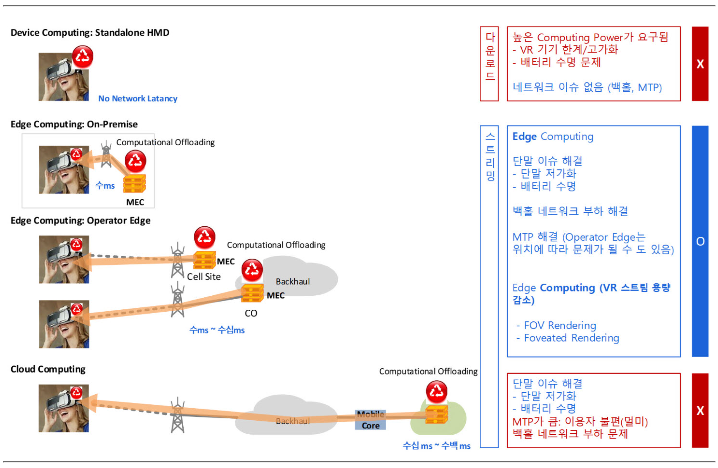 Device Computing: Standalone HMD
No Network Latancy
다운로드
높은 Computing Power가 요구됨
- VR 기기 한계/고가화
- 배터리 수명 문제
네트워크 이슈 없음 (백홀, MTP)
X
Edge Computing: On-Premise
Computational Offloading
수ms
MEC
Edge Computing: Operator Edge
Computational Offloading
MEC
Cell Site
Backhaul
MEC
CO
수ms ~ 수십ms
스트리밍
Edge Computing
단말 이슈 해결
- 단말 저가화
- 배터리 수명
백홀 네트워크 부하 해결
MTP 해결 (Operator Edge는
위치에 따라 문제가 될 수 도 있음)
Edge Computing (VR 스트림 용량
감소)
- FOV Rendering
- Foveated Rendering
O
Cloud Computing
Computational Offloading
Backhaul
Mobile
Core
수십 ms ~ 수백 ms
단말 이슈 해결
- 단말 저가화
- 배터리 수명
MTP가 큼: 이용자 불편(멀미)
백홀 네트워크 부하 문제
X